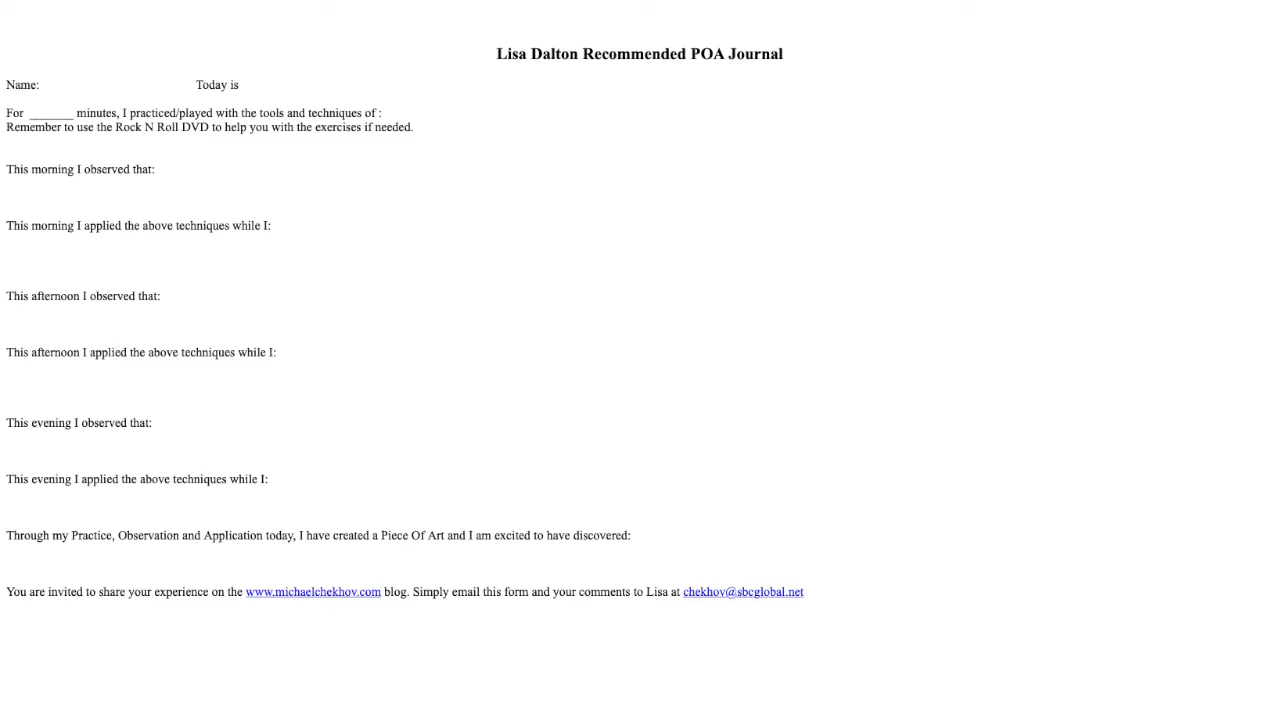 Lisa Dalton Recommended POA Journal
Name: Today is
For _______ minutes, I practiced/played with the tools and techniques of :
Remember to use the Rock N Roll DVD to help you with the exercises if needed.
This morning I observed that:
This morning I applied the above techniques while I:
This afternoon I observed that:
This afternoon I applied the above techniques while I:
This evening I observed that:
This evening I applied the above techniques while I:
Through my Practice, Observation and Application today, I have created a Piece Of Art and I am excited to have discovered:
You are invited to share your experience on the www.michaelchekhov.com blog. Simply email this form and your comments to Lisa at chekhov@sbcglobal.net